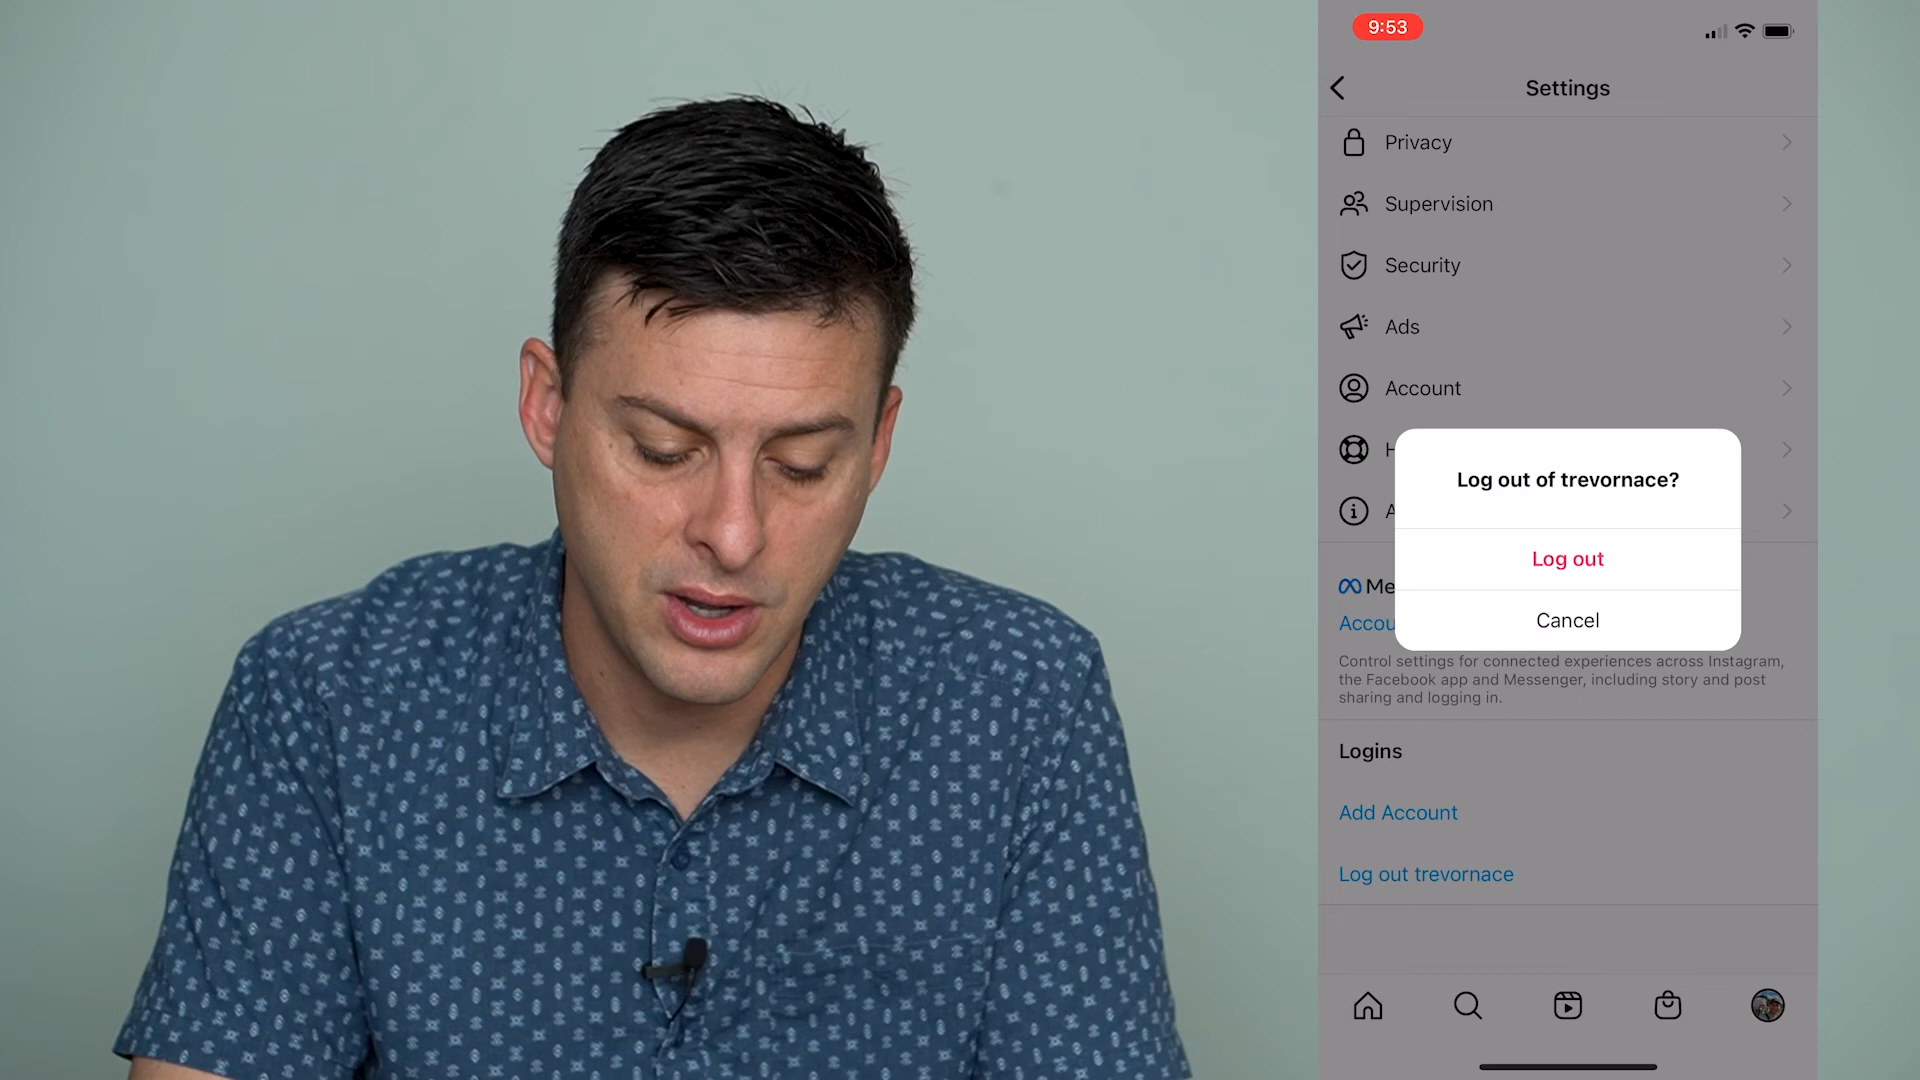 9:53
Settings
Privacy
Supervision
Security
Ads
Account
H
A
Log out of trevornace?
Log out
Cancel
Me
Accou
Control settings for connected experiences across Instagram,
the Facebook app and Messenger, including story and post
sharing and logging in.
Logins
Add Account
Log out trevornace